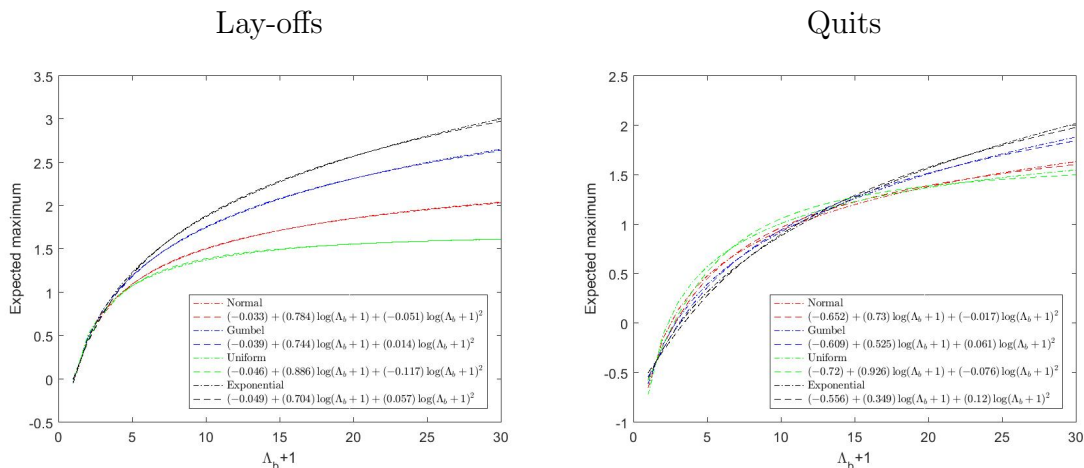 Lay-offs
3.5
3
2.5
2
1.5
1
0.5
0
-0.5
Expected maximum
0 5 10 15 20 25 30
Λb+1
Normal
(−0.033) + (0.784) log(Λb + 1) + (−0.051) log(Λb + 1)²
Gumbel
(−0.039) + (0.744) log(Λb + 1) + (0.014) log(Λb + 1)²
Uniform
(−0.046) + (0.886) log(Λb + 1) + (−0.117) log(Λb + 1)²
Exponential
(−0.049) + (0.704) log(Λb + 1) + (0.057) log(Λb + 1)²
Quits
2.5
2
1.5
1
0.5
0
-0.5
-1
Expected maximum
0 5 10 15 20 25 30
Λb+1
Normal
(−0.652) + (0.73) log(Λb + 1) + (−0.017) log(Λb + 1)²
Gumbel
(−0.609) + (0.525) log(Λb + 1) + (0.061) log(Λb + 1)²
Uniform
(−0.72) + (0.926) log(Λb + 1) + (−0.076) log(Λb + 1)²
Exponential
(−0.556) + (0.349) log(Λb + 1) + (0.12) log(Λb + 1)²